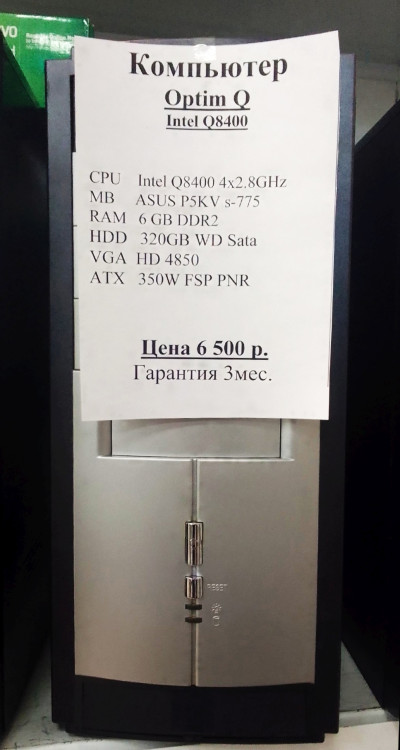 VO
Компьютер
Optim Q
Intel Q8400
CPU Intel Q8400 4x2.8GHz
MB ASUS P5KV s-775
RAM 6 GB DDR2
HDD 320GB WD Sata
VGA HD 4850
ATX 350W FSP PNR
Цена 6 500 р.
Гарантия 3мес.
RESET